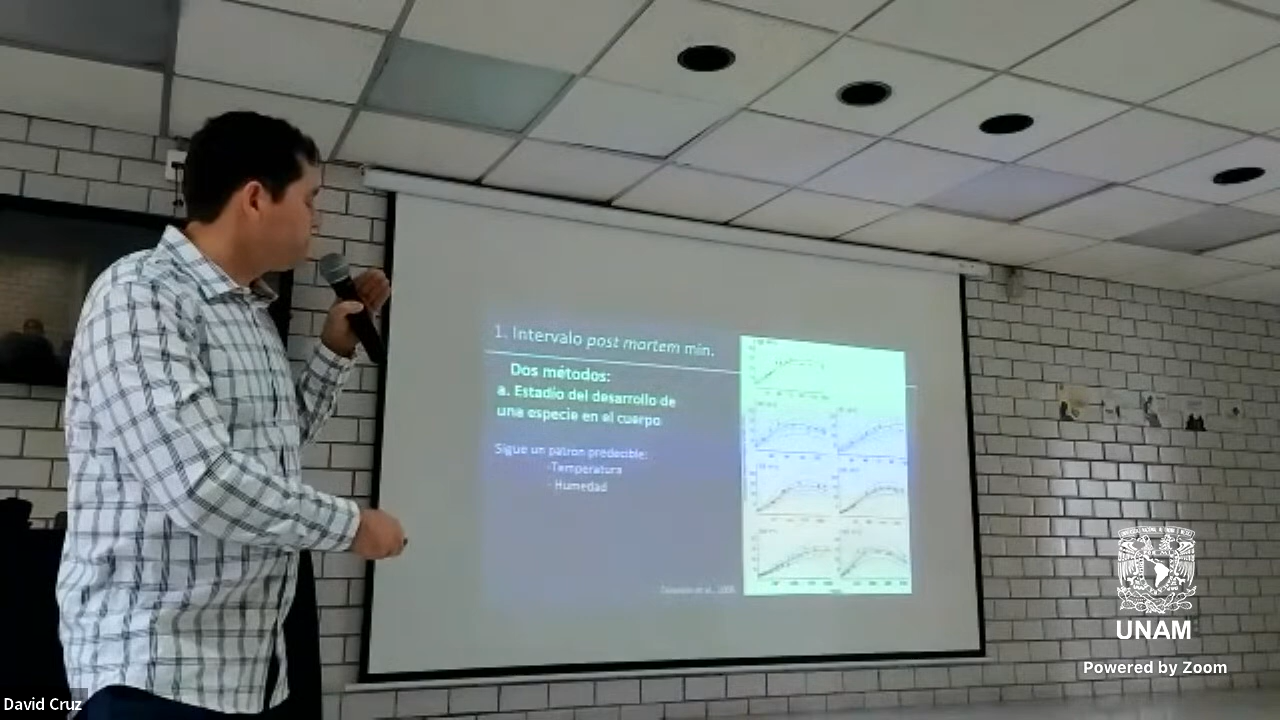 1. Intervalo post mortem min.
Dos métodos:
a. Estadío del desarrollo de
una especie en el cuerpo
Sigue un patron predecible:
-Temperatura
- Humedad
UNAM
Powered by Zoom
David Cruz